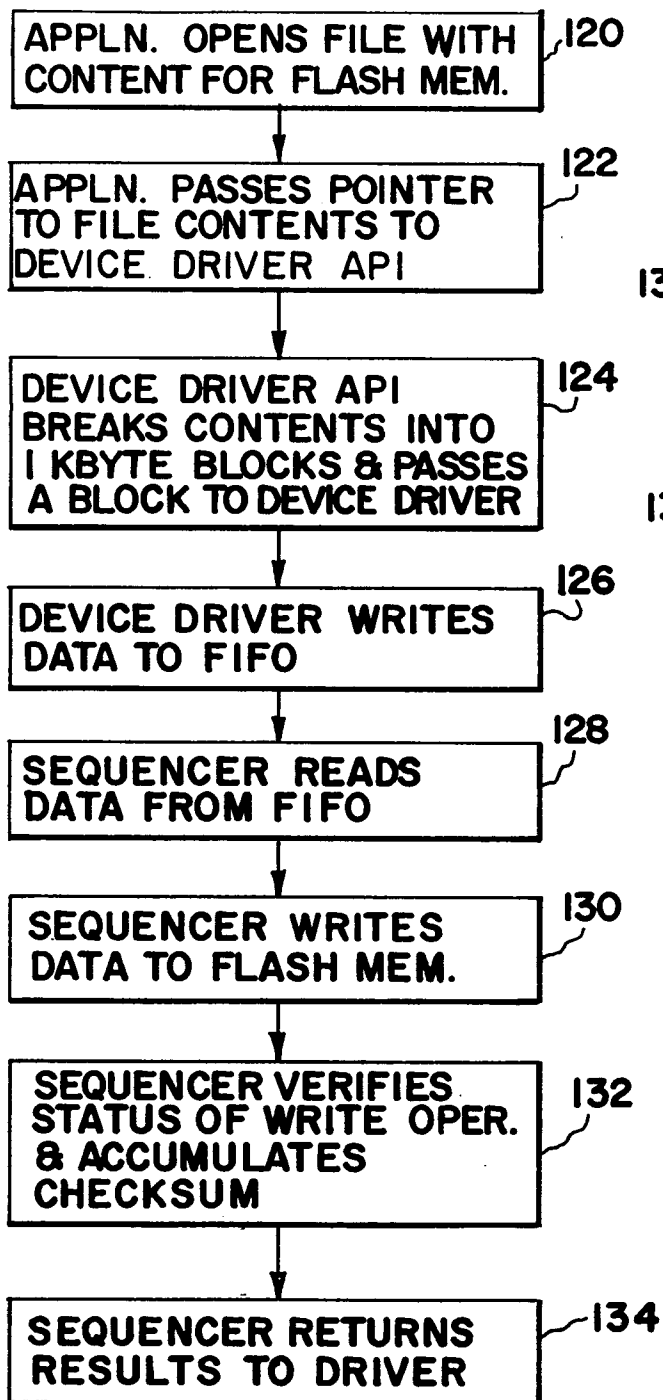 APPLN. OPENS FILE WITH
CONTENT FOR FLASH MEM.
120
APPLN. PASSES POINTER
TO FILE CONTENTS TO
DEVICE DRIVER API
122
DEVICE DRIVER API
BREAKS CONTENTS INTO
1 KBYTE BLOCKS & PASSES
A BLOCK TO DEVICE DRIVER
124
DEVICE DRIVER WRITES
DATA TO FIFO
126
SEQUENCER READS
DATA FROM FIFO
128
SEQUENCER WRITES
DATA TO FLASH MEM.
130
SEQUENCER VERIFIES
STATUS OF WRITE OPER.
& ACCUMULATES
CHECKSUM
132
SEQUENCER RETURNS
RESULTS TO DRIVER
134